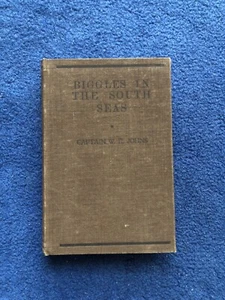 BIGGLES IN
THE SOUTH
SEAS
CAPTAIN W. E. JOHNS